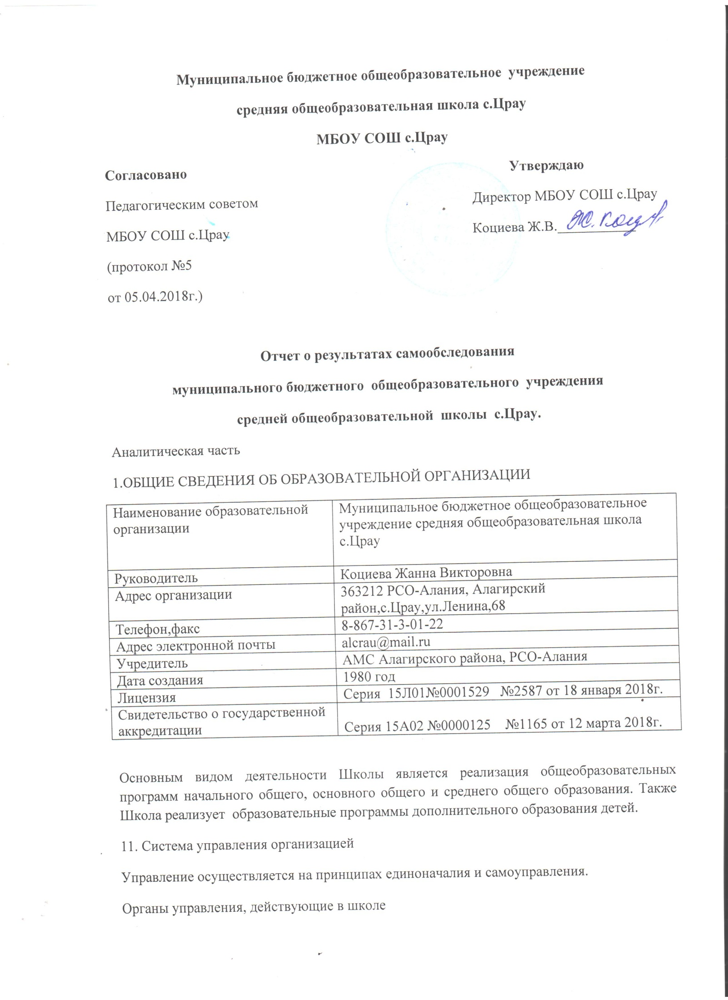 Муниципальное бюджетное общеобразовательное учреждение
средняя общеобразовательная школа с.Црау
МБОУ СОШ с.Црау
Согласовано
Педагогическим советом
МБОУ СОШ с.Црау
(протокол №5
от 05.04.2018г.)
Утверждаю
Директор МБОУ СОШ с.Црау
Коциева Ж.В.
Отчет о результатах самообследования
муниципального бюджетного общеобразовательного учреждения
средней общеобразовательной школы с.Црау.
Аналитическая часть
1.ОБЩИЕ СВЕДЕНИЯ ОБ ОБРАЗОВАТЕЛЬНОЙ ОРГАНИЗАЦИИ
Наименование образовательной
организации
Муниципальное бюджетное общеобразовательное
учреждение средняя общеобразовательная школа
с.Црау
Руководитель
Коциева Жанна Викторовна
Адрес организации
363212 РСО-Алания, Алагирский
район,с.Црау,ул.Ленина,68
Телефон,факс
8-867-31-3-01-22
Адрес электронной почты
alcrau@mail.ru
Учредитель
АМС Алагирского района, РСО-Алания
Дата создания
1980 год
Лицензия
Серия 15Л01№0001529 №2587 от 18 января 2018г.
Свидетельство о государственной
аккредитации
Серия 15А02 №0000125 №1165 от 12 марта 2018г.
Основным видом деятельности Школы является реализация общеобразовательных
программ начального общего, основного общего и среднего общего образования. Также
Школа реализует образовательные программы дополнительного образования детей.
11. Система управления организацией
Управление осуществляется на принципах единоначалия и самоуправления.
Органы управления, действующие в школе